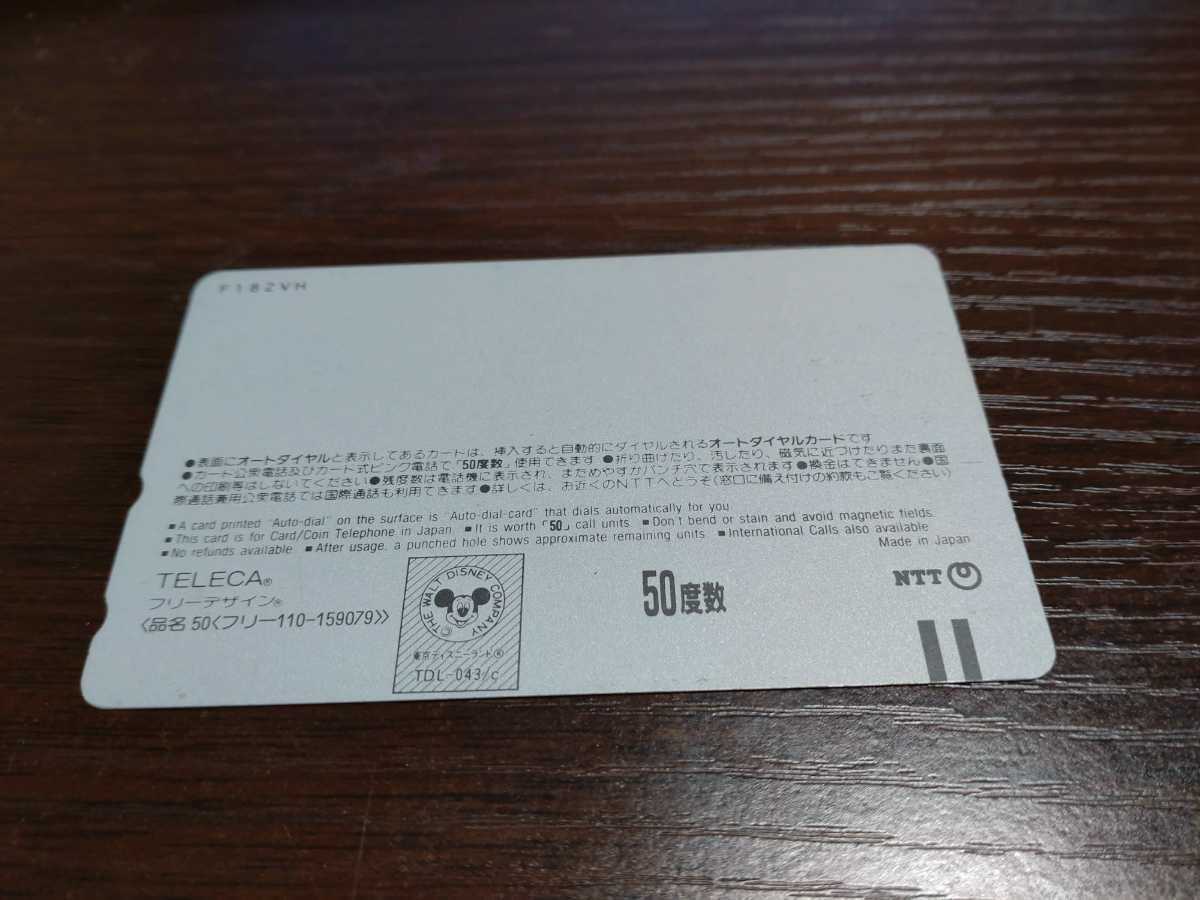 F182VH
●表面にオートダイヤルと表示してあるカードは、挿入すると自動的にダイヤルされるオートダイヤルカードです
●カード公衆電話及びカード式ピンク電話で「50度数」使用できます●折り曲げたり、汚したり、磁気に近づけたりまた裏面
への印刷等はしないでください●残度数は電話機に表示され、まためやすがパンチ穴で表示されます●換金はできません●国
際通話兼用公衆電話では国際通話も利用できます●詳しくは、お近くのNTTへどうぞ(窓口に備え付けの約款もご覧ください)
■A card printed "Auto-dial" on the surface is "Auto-dial-card" that dials automatically for you.
■This card is for Card/Coin Telephone in Japan. ■It is worth「50」call units. ■Don't bend or stain and avoid magnetic fields.
■No refunds available ■After usage, a punched hole shows approximate remaining units. ■International Calls also available
Made in Japan
TELECA®
フリーデザイン®
〈品名 50〈フリー110-159079〉〉
© THE WALT DISNEY COMPANY
東京ディズニーランド®
TDL-043/c
50度数
NTT